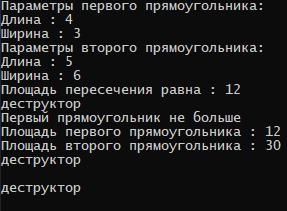 Параметры первого прямоугольника:
Длина : 4
Ширина : 3
Параметры второго прямоугольника:
Длина : 5
Ширина : 6
Площадь пересечения равна : 12
деструктор
Первый прямоугольник не больше
Площадь первого прямоугольника : 12
Площадь второго прямоугольника : 30
деструктор
деструктор